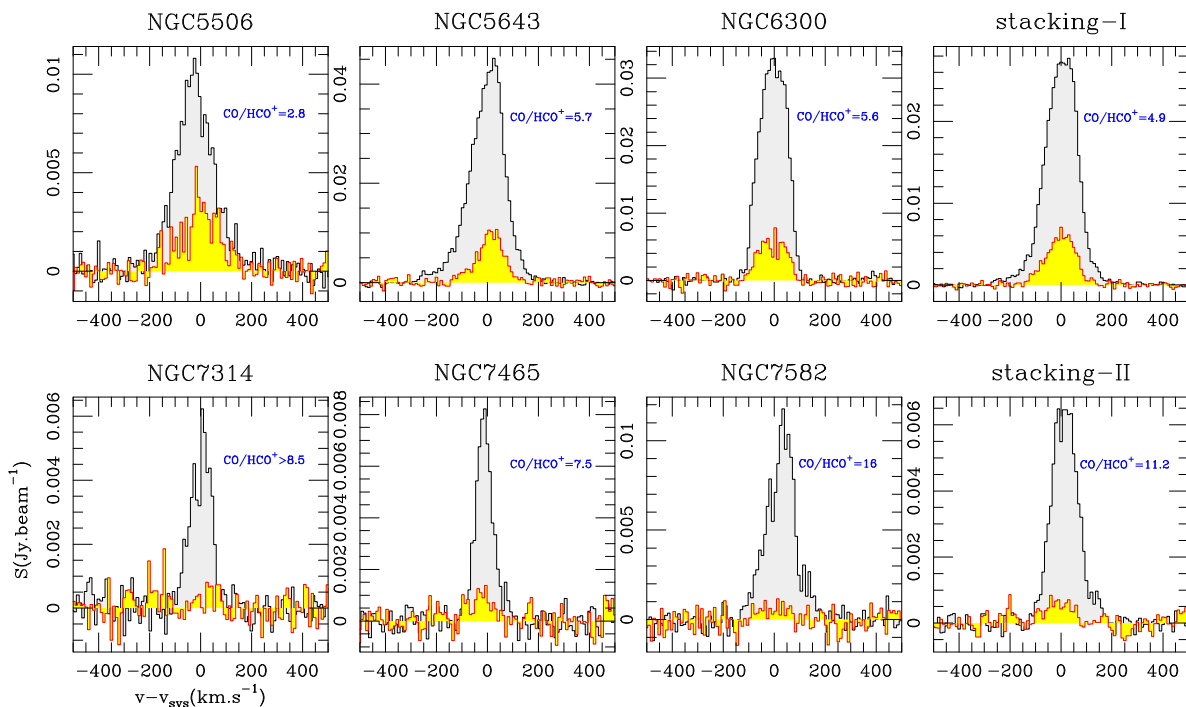 NGC5506 NGC5643 NGC6300 stacking−I
CO/HCO⁺=2.8 CO/HCO⁺=5.7 CO/HCO⁺=5.6 CO/HCO⁺=4.9
0 0.005 0.01
0 0.02 0.04
0 0.01 0.02 0.03
0 0.01 0.02
−400 −200 0 200 400 −400 −200 0 200 400 −400 −200 0 200 400 −400 −200 0 200 400
NGC7314 NGC7465 NGC7582 stacking−II
CO/HCO⁺>8.5 CO/HCO⁺=7.5 CO/HCO⁺=16 CO/HCO⁺=11.2
S(Jy.beam⁻¹)
0 0.002 0.004 0.006
0 0.002 0.004 0.006 0.008
0 0.005 0.01
0 0.002 0.004 0.006
−400 −200 0 200 400 −400 −200 0 200 400 −400 −200 0 200 400 −400 −200 0 200 400
v−vsys(km.s⁻¹)